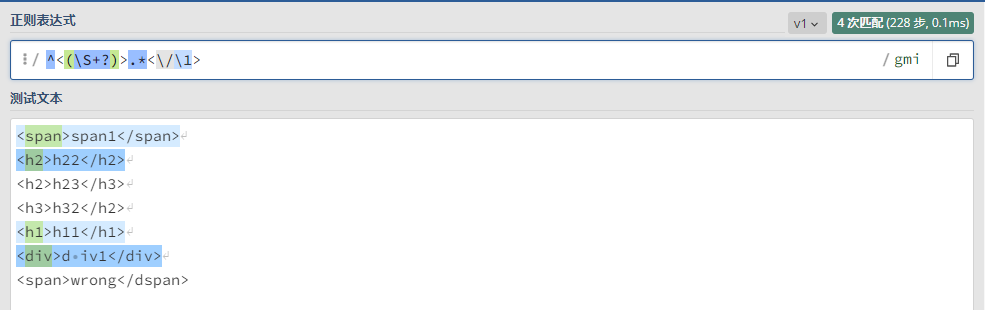 正则表达式
v1 4 次匹配 (228 步, 0.1ms)
/ ^<(\S+?)>.*<\/\1> / gmi
测试文本
<span>span1</span>
<h2>h22</h2>
<h2>h23</h3>
<h3>h32</h2>
<h1>h11</h1>
<div>d·iv1</div>
<span>wrong</dspan>